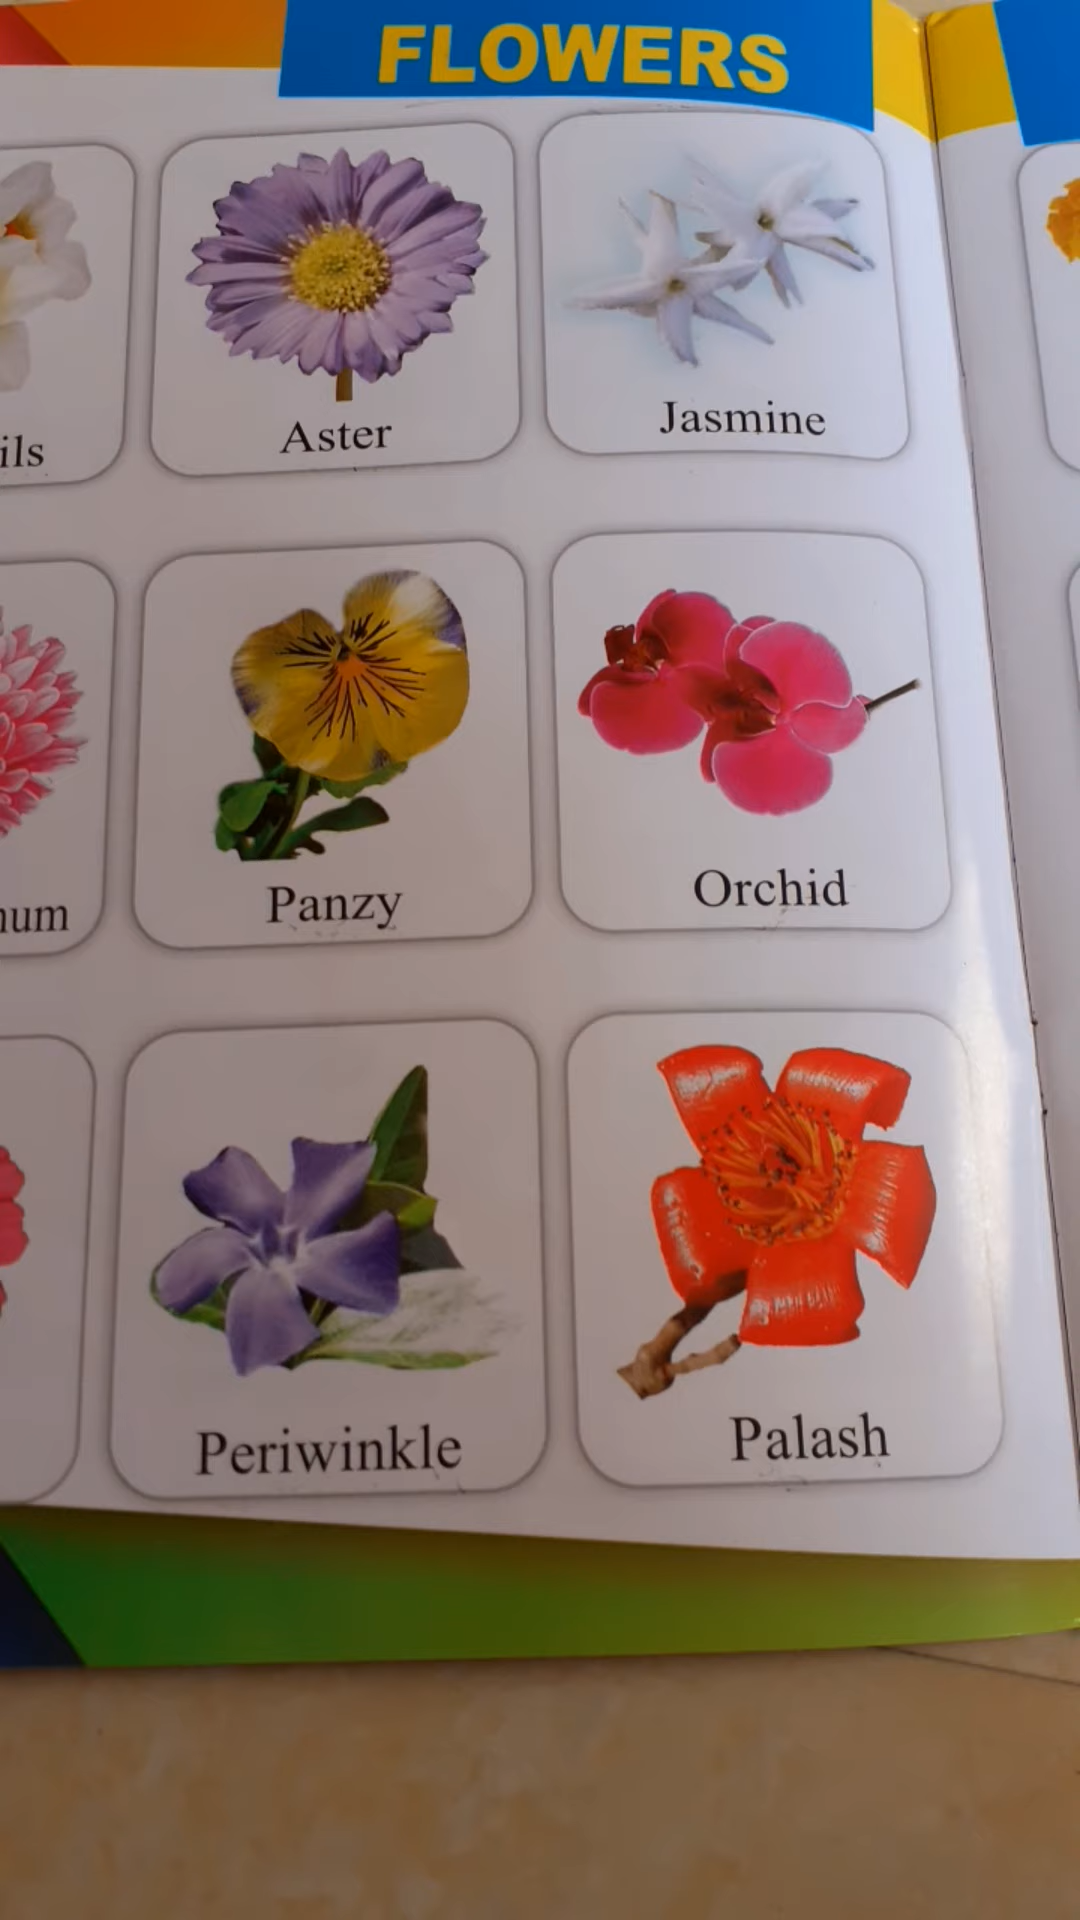 FLOWERS
ils
Aster
Jasmine
num
Panzy
Orchid
Periwinkle
Palash